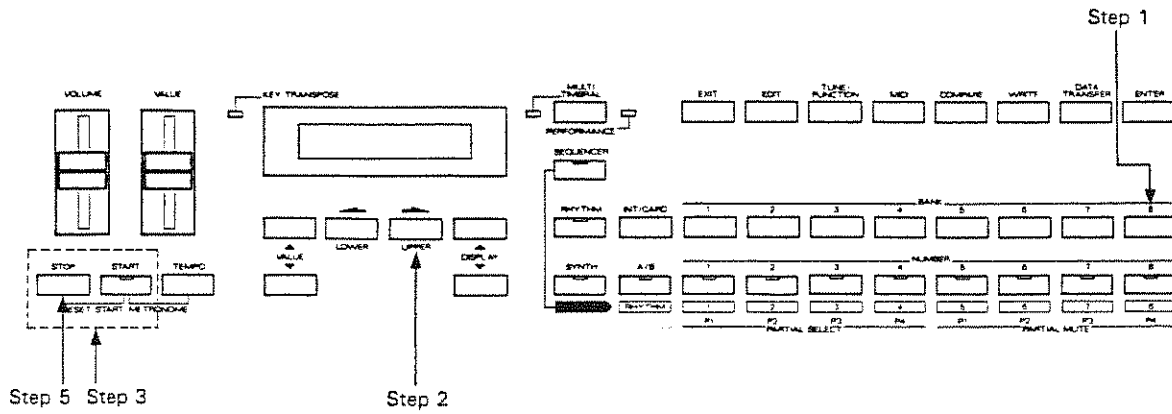 Step 1
VOLUME VALUE KEY TRANSPOSE MULTI TIMBRAL EXIT EDIT TUNE/FUNCTION MIDI COMPARE WRITE DATA TRANSFER ENTER
PERFORMANCE
SEQUENCER
BANK
RHYTHM INT/CARD 1 2 3 4 5 6 7 8
LOWER UPPER
VALUE DISPLAY
NUMBER
STOP START TEMPO SYNTH A/B 1 2 3 4 5 6 7 8
RESET START METRONOME
RHYTHM 1 2 3 4 5 6 7 8
P1 P2 P3 P4 P1 P2 P3 P4
PARTIAL SELECT PARTIAL MUTE
Step 5 Step 3 Step 2